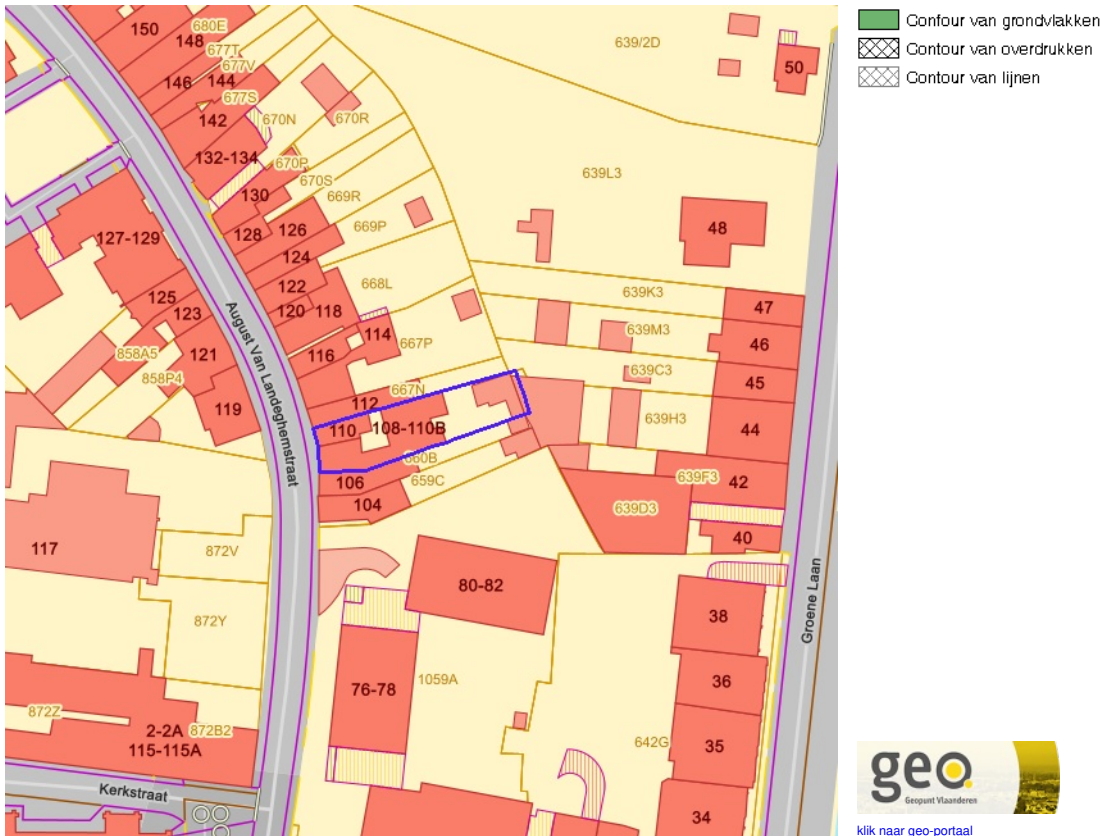 150
680E
148
677T
677V
146
144
677S
142
670N
670R
132-134
670P
670S
130
669R
128
126
669P
127-129
124
122
668L
125
120
118
123
114
667P
858A5
121
116
858P4
667N
119
112
110
108-110B
660B
106
659C
104
August Van Landeghemstraat
117
872V
872Y
80-82
76-78
1059A
872Z
2-2A
872B2
115-115A
Kerkstraat
639/2D
50
639L3
48
639K3
47
639M3
46
639C3
45
639H3
44
639F3
42
639D3
40
38
Groene Laan
36
642G
35
34
Contour van grondvlakken
Contour van overdrukken
Contour van lijnen
geo
Geopunt Vlaanderen
klik naar geo-portaal